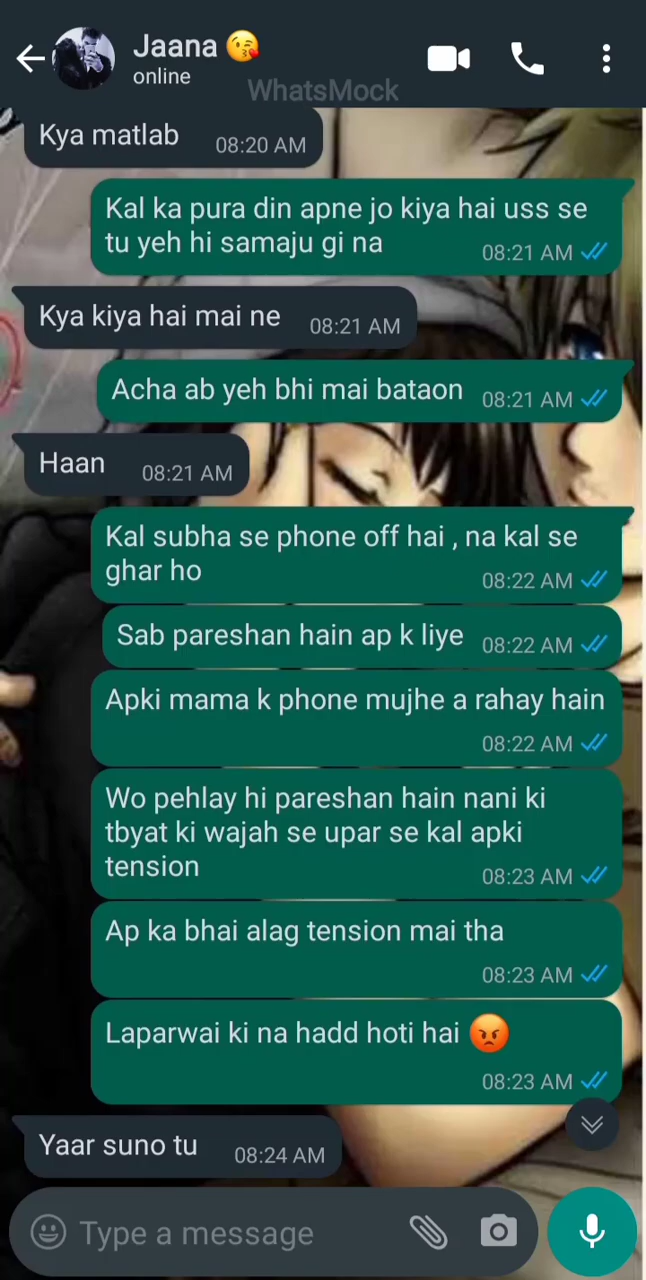 Jaana 😘
online
WhatsMock
Kya matlab 08:20 AM
Kal ka pura din apne jo kiya hai uss se
tu yeh hi samaju gi na 08:21 AM
Kya kiya hai mai ne 08:21 AM
Acha ab yeh bhi mai bataon 08:21 AM
Haan 08:21 AM
Kal subha se phone off hai , na kal se
ghar ho 08:22 AM
Sab pareshan hain ap k liye 08:22 AM
Apki mama k phone mujhe a rahay hain
08:22 AM
Wo pehlay hi pareshan hain nani ki
tbyat ki wajah se upar se kal apki
tension 08:23 AM
Ap ka bhai alag tension mai tha
08:23 AM
Laparwai ki na hadd hoti hai 😡
08:23 AM
Yaar suno tu 08:24 AM
Type a message